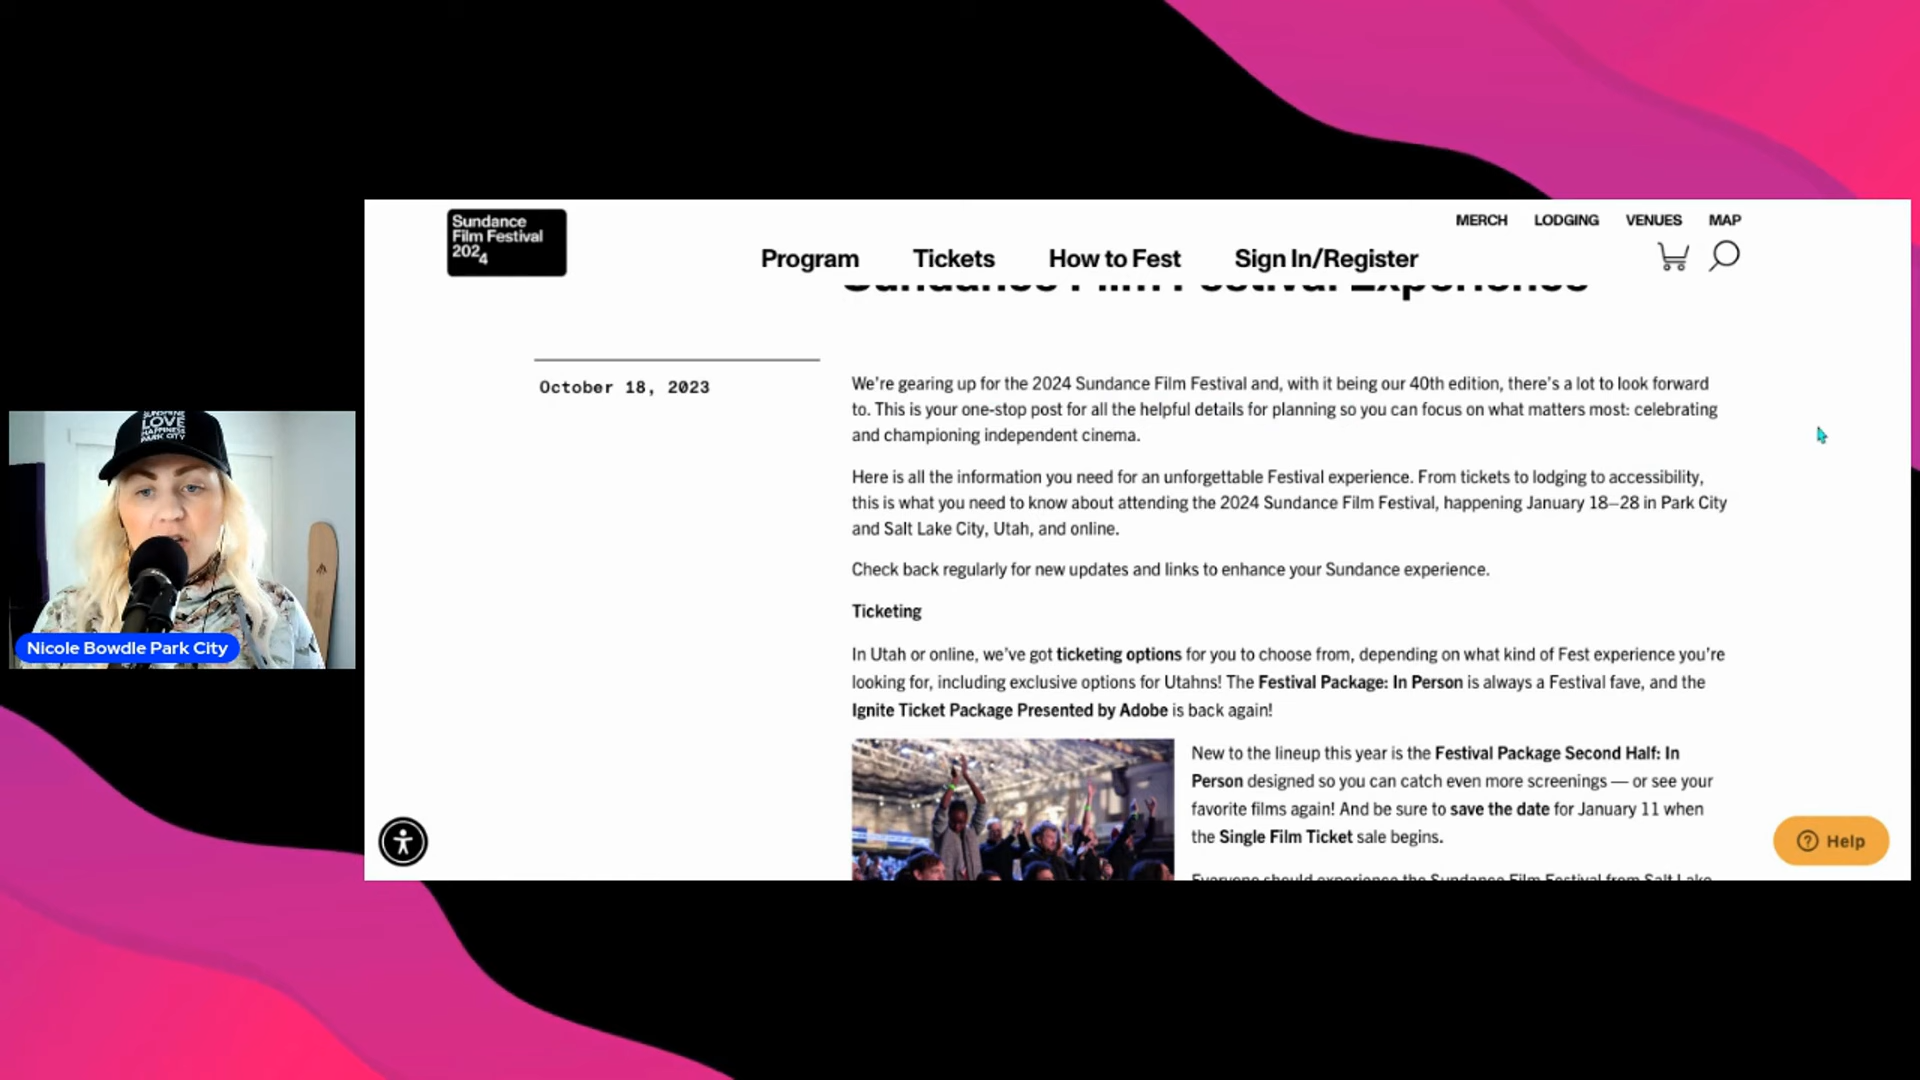 Sundance
Film Festival
2024
MERCH LODGING VENUES MAP
Program Tickets How to Fest Sign In/Register
Sundance Film Festival Experience
October 18, 2023
We're gearing up for the 2024 Sundance Film Festival and, with it being our 40th edition, there's a lot to look forward
to. This is your one-stop post for all the helpful details for planning so you can focus on what matters most: celebrating
and championing independent cinema.
Here is all the information you need for an unforgettable Festival experience. From tickets to lodging to accessibility,
this is what you need to know about attending the 2024 Sundance Film Festival, happening January 18–28 in Park City
and Salt Lake City, Utah, and online.
Check back regularly for new updates and links to enhance your Sundance experience.
Ticketing
In Utah or online, we've got ticketing options for you to choose from, depending on what kind of Fest experience you're
looking for, including exclusive options for Utahns! The Festival Package: In Person is always a Festival fave, and the
Ignite Ticket Package Presented by Adobe is back again!
New to the lineup this year is the Festival Package Second Half: In
Person designed so you can catch even more screenings — or see your
favorite films again! And be sure to save the date for January 11 when
the Single Film Ticket sale begins.
Everyone should experience the Sundance Film Festival from Salt Lake
Help
SUNSHINE
LOVE
HAPPINESS
PARK CITY
Nicole Bowdle Park City